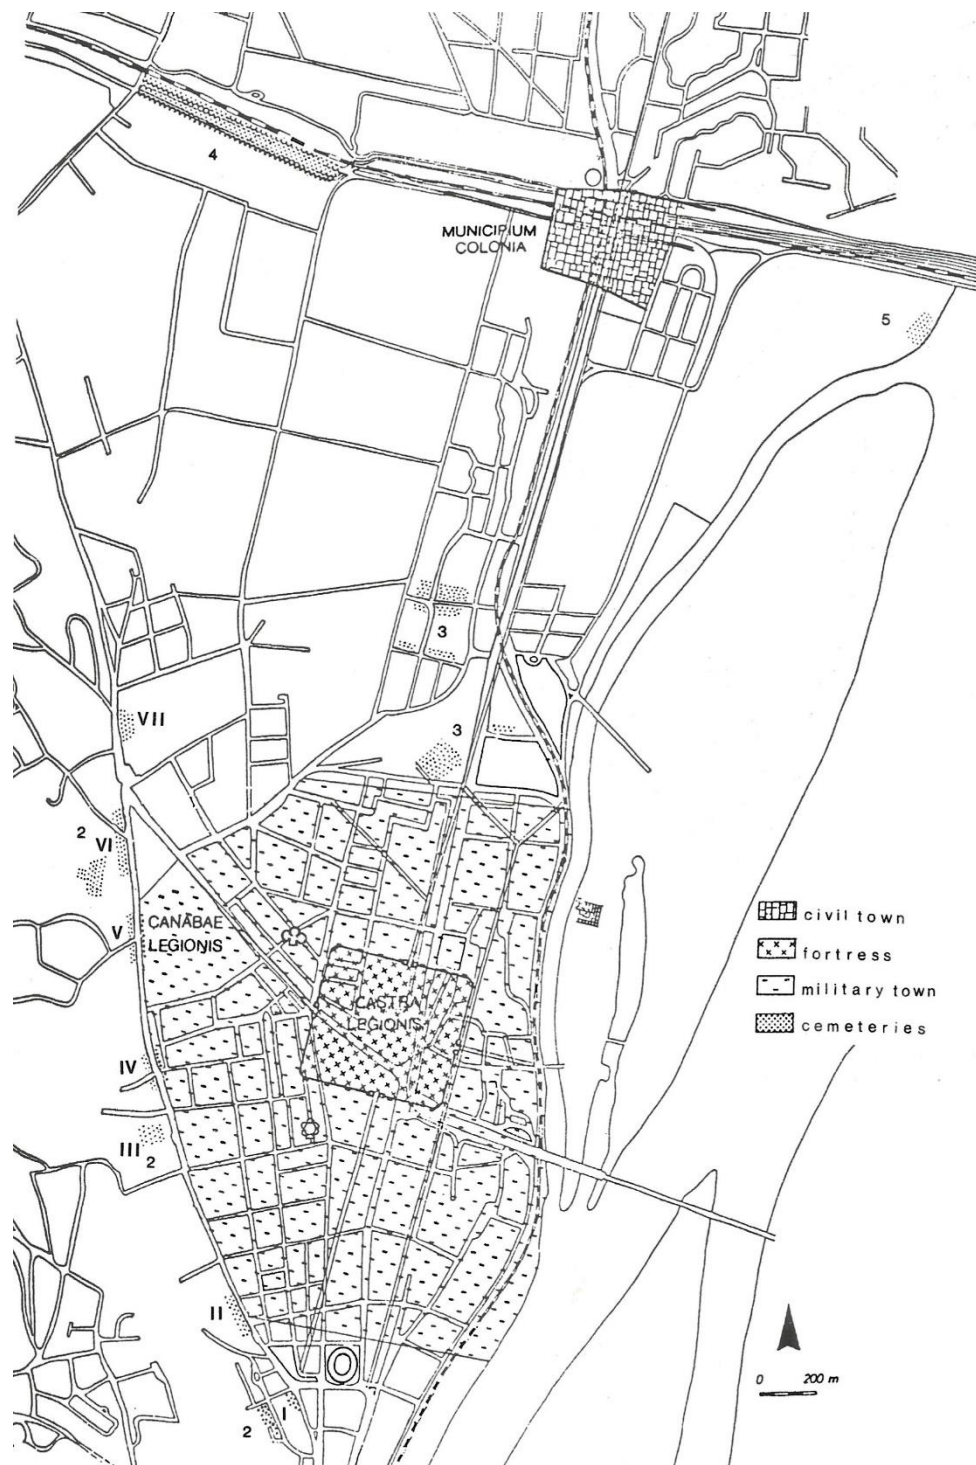 4
MUNICIPIUM
COLONIA
5
3
3
VII
2
VI
V
CANABAE
LEGIONIS
CASTRA
LEGIONIS
civil town
fortress
military town
cemeteries
IV
III
2
II
I
2
0 200 m